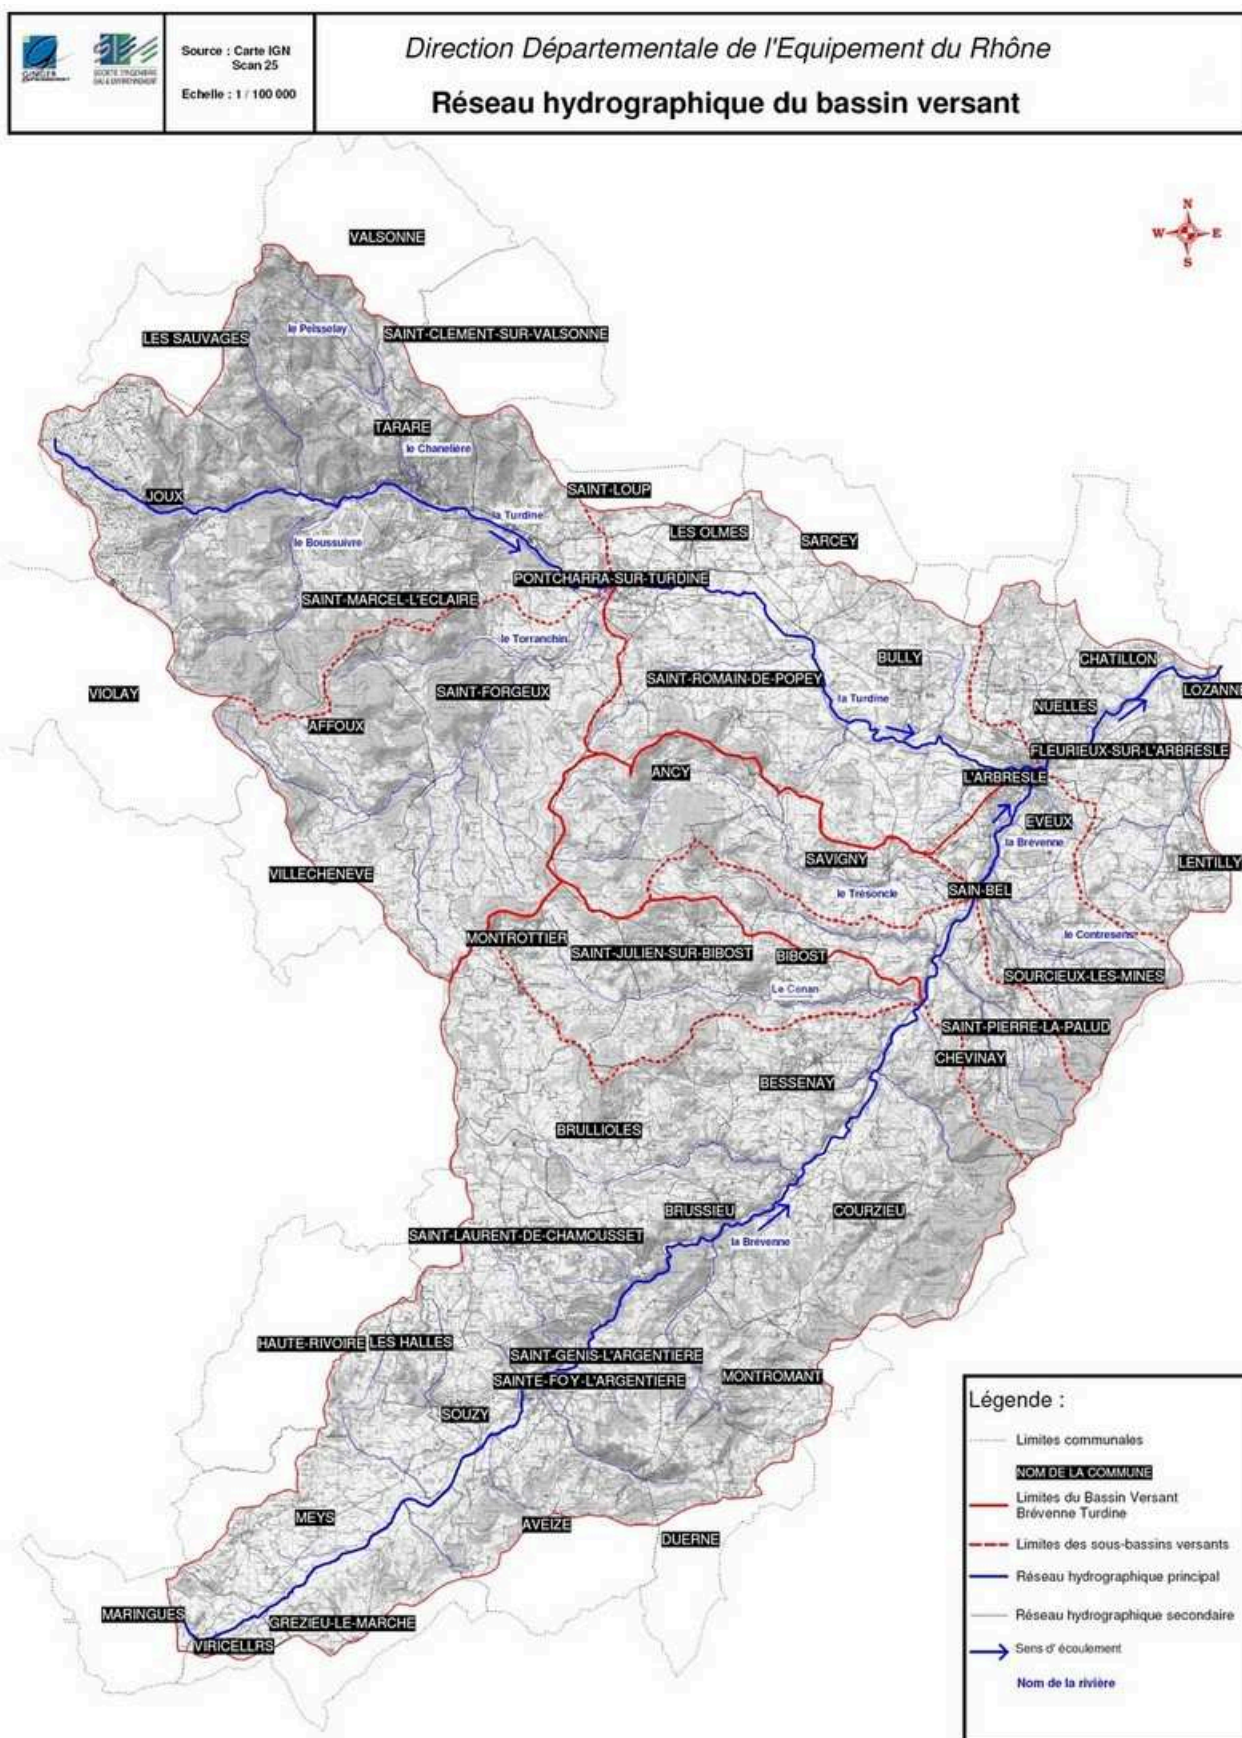 GINGER
SOCIETE D'INGENIERIE
EAU & ENVIRONNEMENT
Source : Carte IGN
Scan 25
Echelle : 1 / 100 000
Direction Départementale de l'Equipement du Rhône
Réseau hydrographique du bassin versant
N
W E
S
VALSONNE
LES SAUVAGES
le Peisselay
SAINT-CLEMENT-SUR-VALSONNE
TARARE
le Chanelière
JOUX
SAINT-LOUP
la Turdine
LES OLMES
SARCEY
le Boussuivre
PONTCHARRA-SUR-TURDINE
SAINT-MARCEL-L'ECLAIRE
le Torranchin
BULLY
CHATILLON
VIOLAY
SAINT-FORGEUX
SAINT-ROMAIN-DE-POPEY
LOZANNE
la Turdine
NUELLES
AFFOUX
FLEURIEUX-SUR-L'ARBRESLE
ANCY
L'ARBRESLE
EVEUX
la Brévenne
SAVIGNY
LENTILLY
VILLECHENEVE
le Trésoncle
SAIN-BEL
MONTROTTIER
le Contresens
SAINT-JULIEN-SUR-BIBOST
BIBOST
SOURCIEUX-LES-MINES
Le Conan
SAINT-PIERRE-LA-PALUD
CHEVINAY
BESSENAY
BRULLIOLES
BRUSSIEU
COURZIEU
SAINT-LAURENT-DE-CHAMOUSSET
la Brévenne
HAUTE-RIVOIRE
LES HALLES
SAINT-GENIS-L'ARGENTIERE
SAINTE-FOY-L'ARGENTIERE
MONTROMANT
SOUZY
MEYS
AVEIZE
DUERNE
MARINGUES
GREZIEU-LE-MARCHE
VIRICELLRS
Légende :
Limites communales
NOM DE LA COMMUNE
Limites du Bassin Versant
Brévenne Turdine
Limites des sous-bassins versants
Réseau hydrographique principal
Réseau hydrographique secondaire
Sens d' écoulement
Nom de la rivière